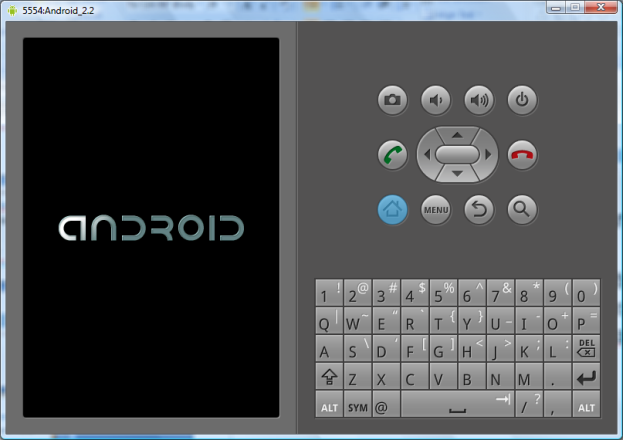 5554:Android_2.2
ANDROID
MENU
1 ! 2 @ 3 # 4 $ 5 % 6 ^ 7 & 8 * 9 ( 0 )
Q | W ~ E “ R ` T { Y } U _ I - O + P =
A S \ D ‘ F [ G ] H < J > K ; L : DEL
Z X C V B N M .
ALT SYM @ / ? , ALT